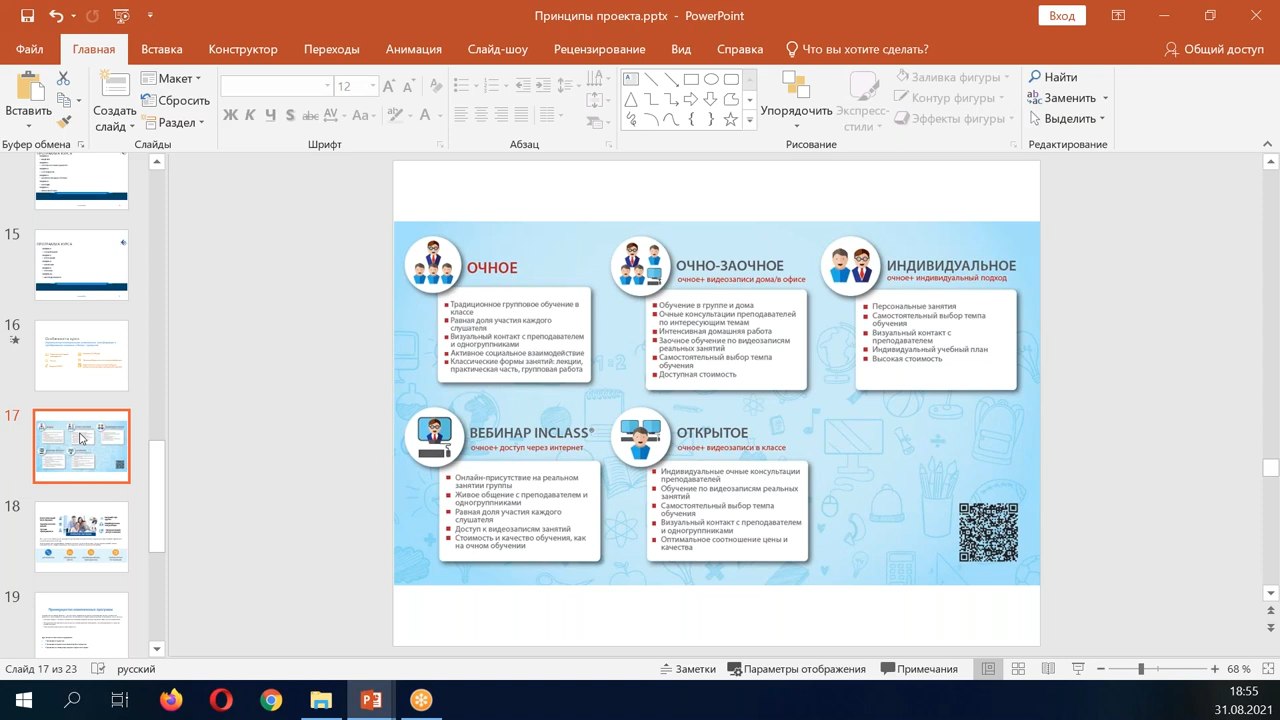 Принципы проекта.pptx - PowerPoint
Вход
Файл
Главная
Вставка
Конструктор
Переходы
Анимация
Слайд-шоу
Рецензирование
Вид
Справка
Что вы хотите сделать?
Общий доступ
Вставить
Создать слайд
Макет
Сбросить
Раздел
12
Ж К Ч S abc AV Aa А
Заливка фигуры
Контур фигуры
Эффекты фигуры
Упорядочить
Экспресс-стили
Найти
Заменить
Выделить
Буфер обмена
Слайды
Шрифт
Абзац
Рисование
Редактирование
15
16
17
18
19
ОЧНОЕ
Традиционное групповое обучение в
классе
Равная доля участия каждого
слушателя
Визуальный контакт с преподавателем
и одногруппниками
Активное социальное взаимодействие
Классические формы занятий: лекции,
практическая часть, групповая работа
ОЧНО-ЗАОЧНОЕ
очное+ видеозаписи дома/в офисе
Обучение в группе и дома
Очные консультации преподавателей
по интересующим темам
Интенсивная домашняя работа
Заочное обучение по видеозаписям
реальных занятий
Самостоятельный выбор темпа
обучения
Доступная стоимость
ИНДИВИДУАЛЬНОЕ
очное+ индивидуальный подход
Персональные занятия
Самостоятельный выбор темпа
обучения
Визуальный контакт с
преподавателем
Индивидуальный учебный план
Высокая стоимость
ВЕБИНАР INCLASS®
очное+ доступ через интернет
Онлайн-присутствие на реальном
занятии группы
Живое общение с преподавателем и
одногруппниками
Равная доля участия каждого
слушателя
Доступ к видеозаписям занятий
Стоимость и качество обучения, как
на очном обучении
ОТКРЫТОЕ
очное+ видеозаписи в классе
Индивидуальные очные консультации
преподавателей
Обучение по видеозаписям реальных
занятий
Самостоятельный выбор темпа
обучения
Визуальный контакт с преподавателем
и одногруппниками
Оптимальное соотношение цены и
качества
Слайд 17 из 23
русский
Заметки
Параметры отображения
Примечания
68 %
18:55
31.08.2021